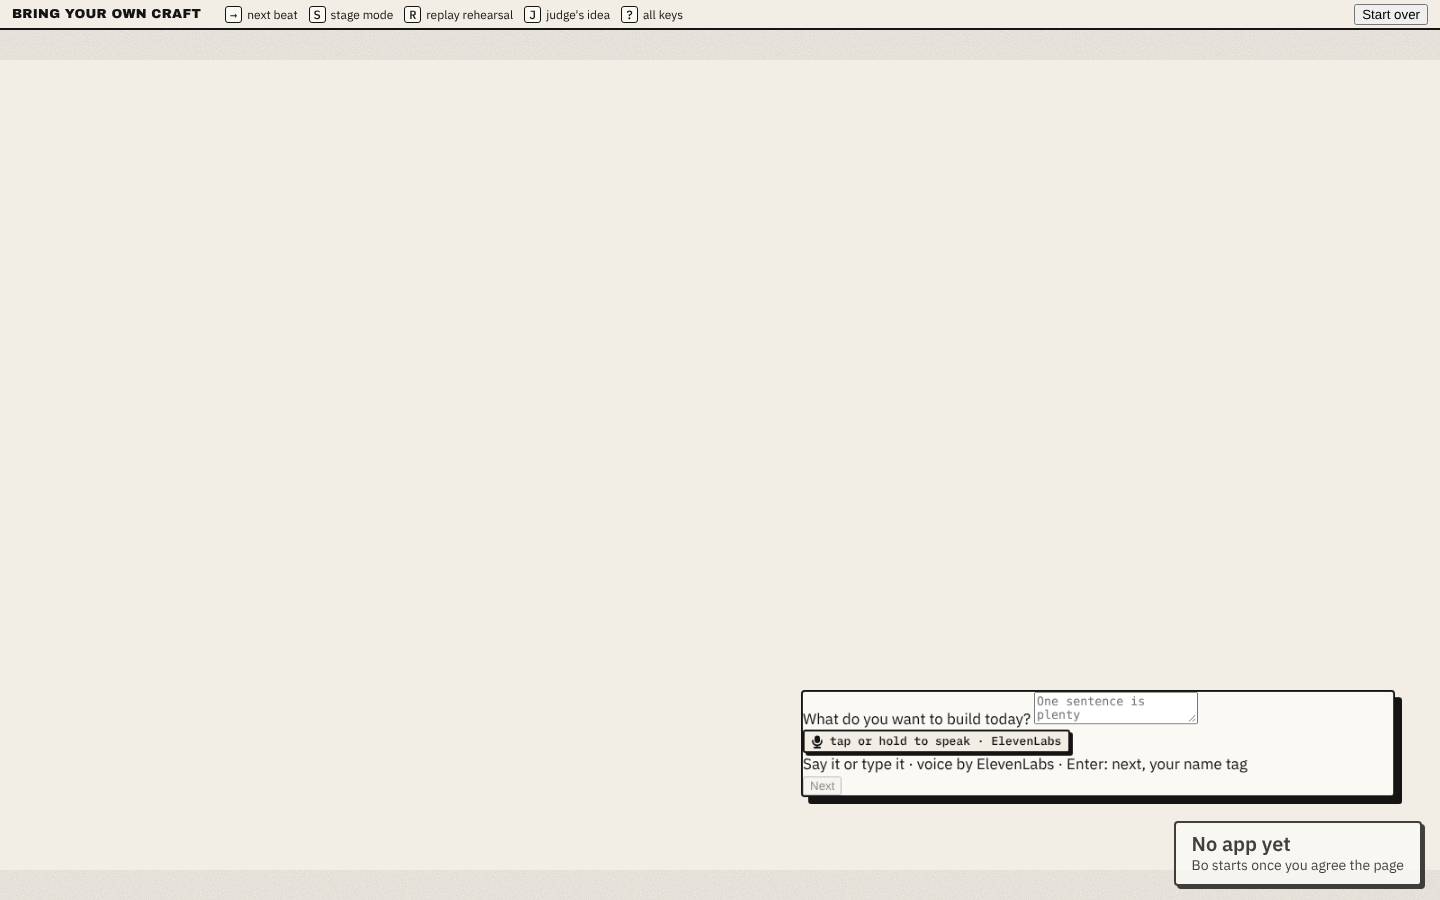 BRING YOUR OWN CRAFT → next beat S stage mode R replay rehearsal J judge's idea ? all keys Start over
What do you want to build today? One sentence is plenty
tap or hold to speak · ElevenLabs
Say it or type it · voice by ElevenLabs · Enter: next, your name tag
Next
No app yet
Bo starts once you agree the page